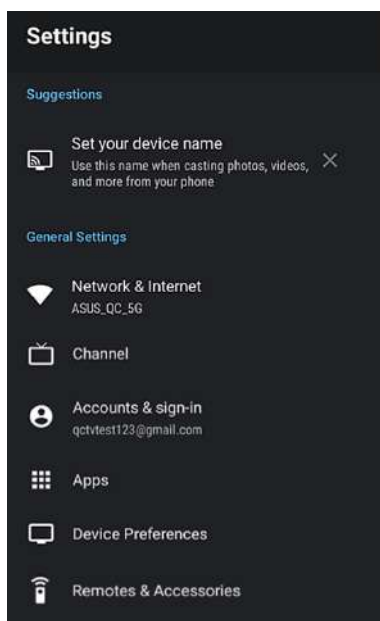 Settings
Suggestions
Set your device name
Use this name when casting photos, videos,
and more from your phone
General Settings
Network & Internet
ASUS_QC_5G
Channel
Accounts & sign-in
qctvtest123@gmail.com
Apps
Device Preferences
Remotes & Accessories